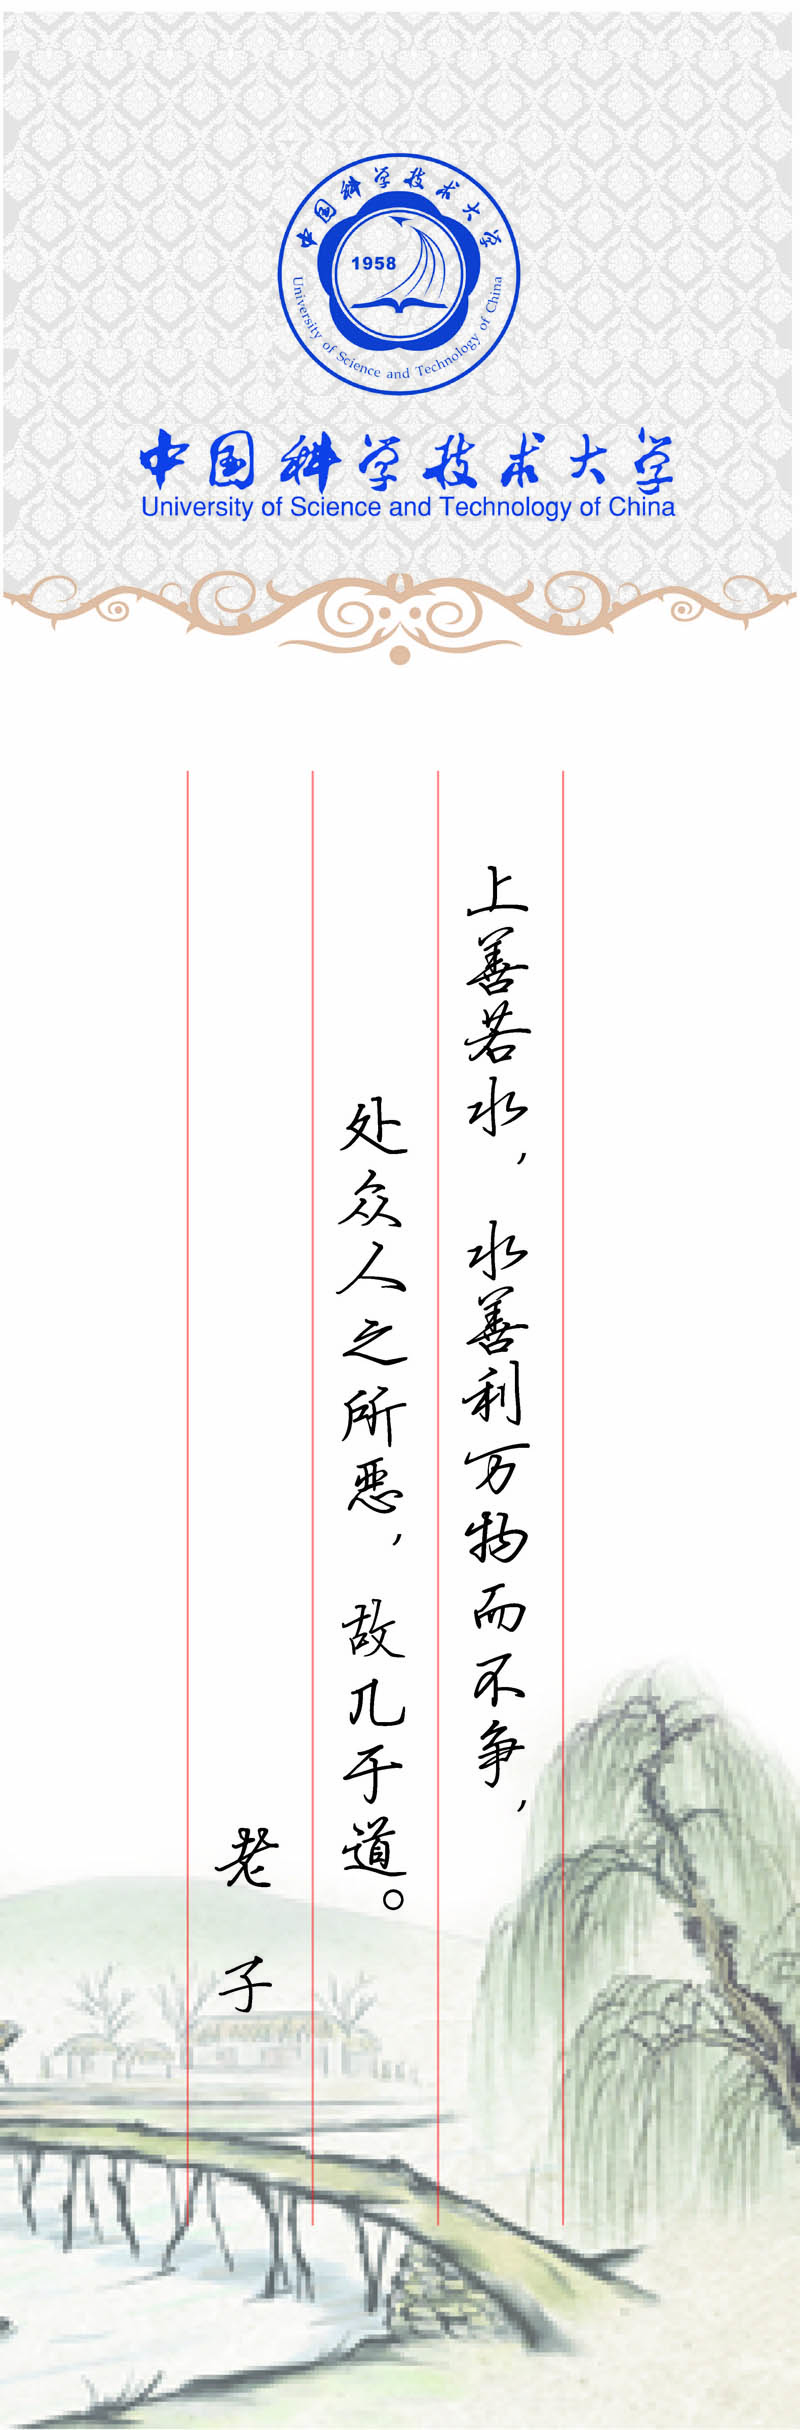 中国科学技术大学
1958
University of Science and Technology of China
中国科学技术大学
University of Science and Technology of China
上善若水，水善利万物而不争，
处众人之所恶，故几于道。
老子